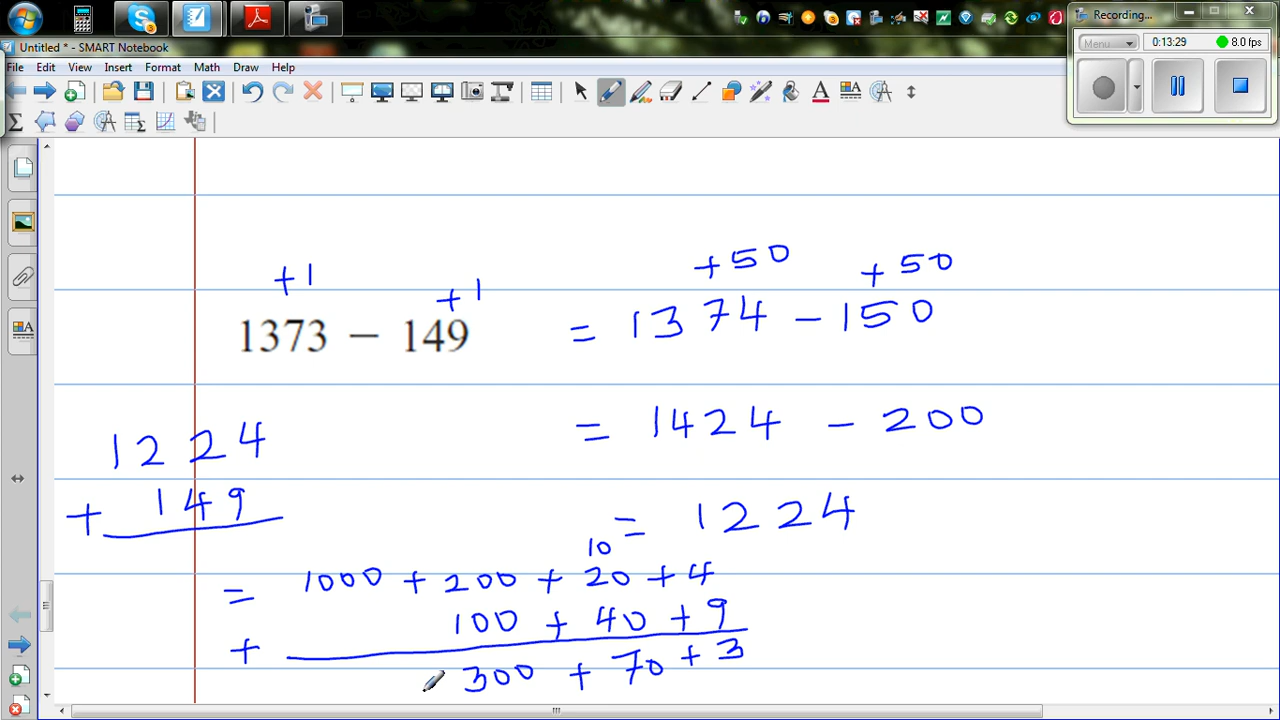 Recording...
Menu
0:13:29
8.0 fps
Untitled * - SMART Notebook
File Edit View Insert Format Math Draw Help
+1 +1 +50 +50
1373 − 149 = 1374 − 150
= 1424 − 200
1224
+ 149
= 1224
10
= 1000 + 200 + 20 + 4
+ 100 + 40 + 9
300 + 70 + 3